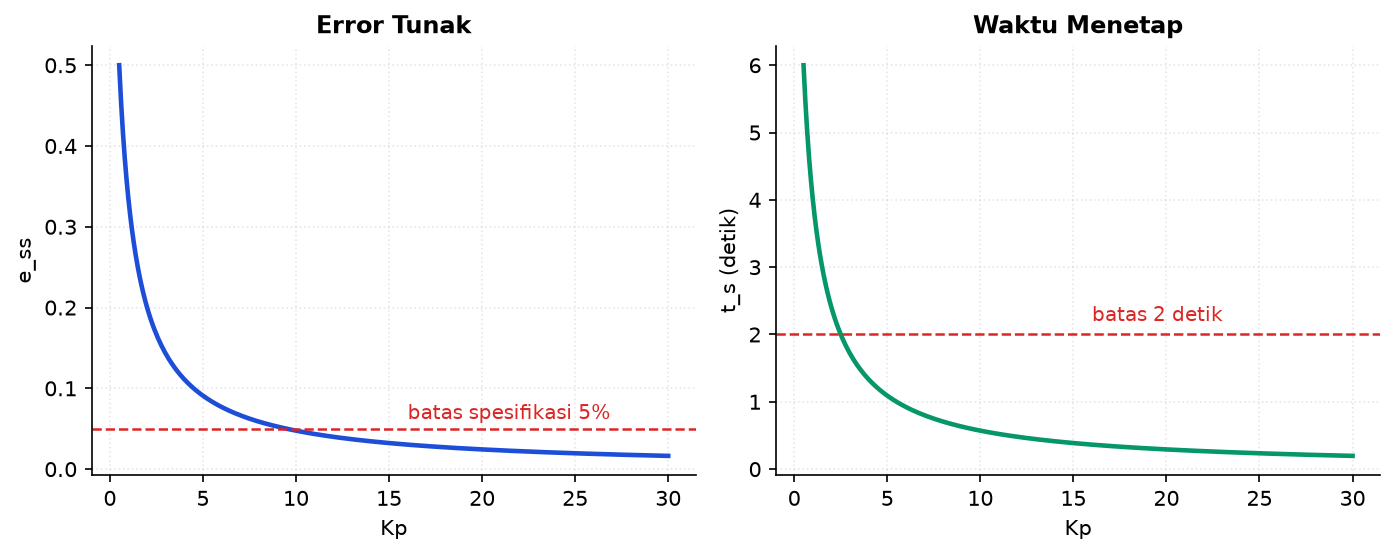 Error Tunak
e_ss
0.5
0.4
0.3
0.2
0.1
0.0
batas spesifikasi 5%
0 5 10 15 20 25 30
Kp
Waktu Menetap
t_s (detik)
6
5
4
3
2
1
0
batas 2 detik
0 5 10 15 20 25 30
Kp